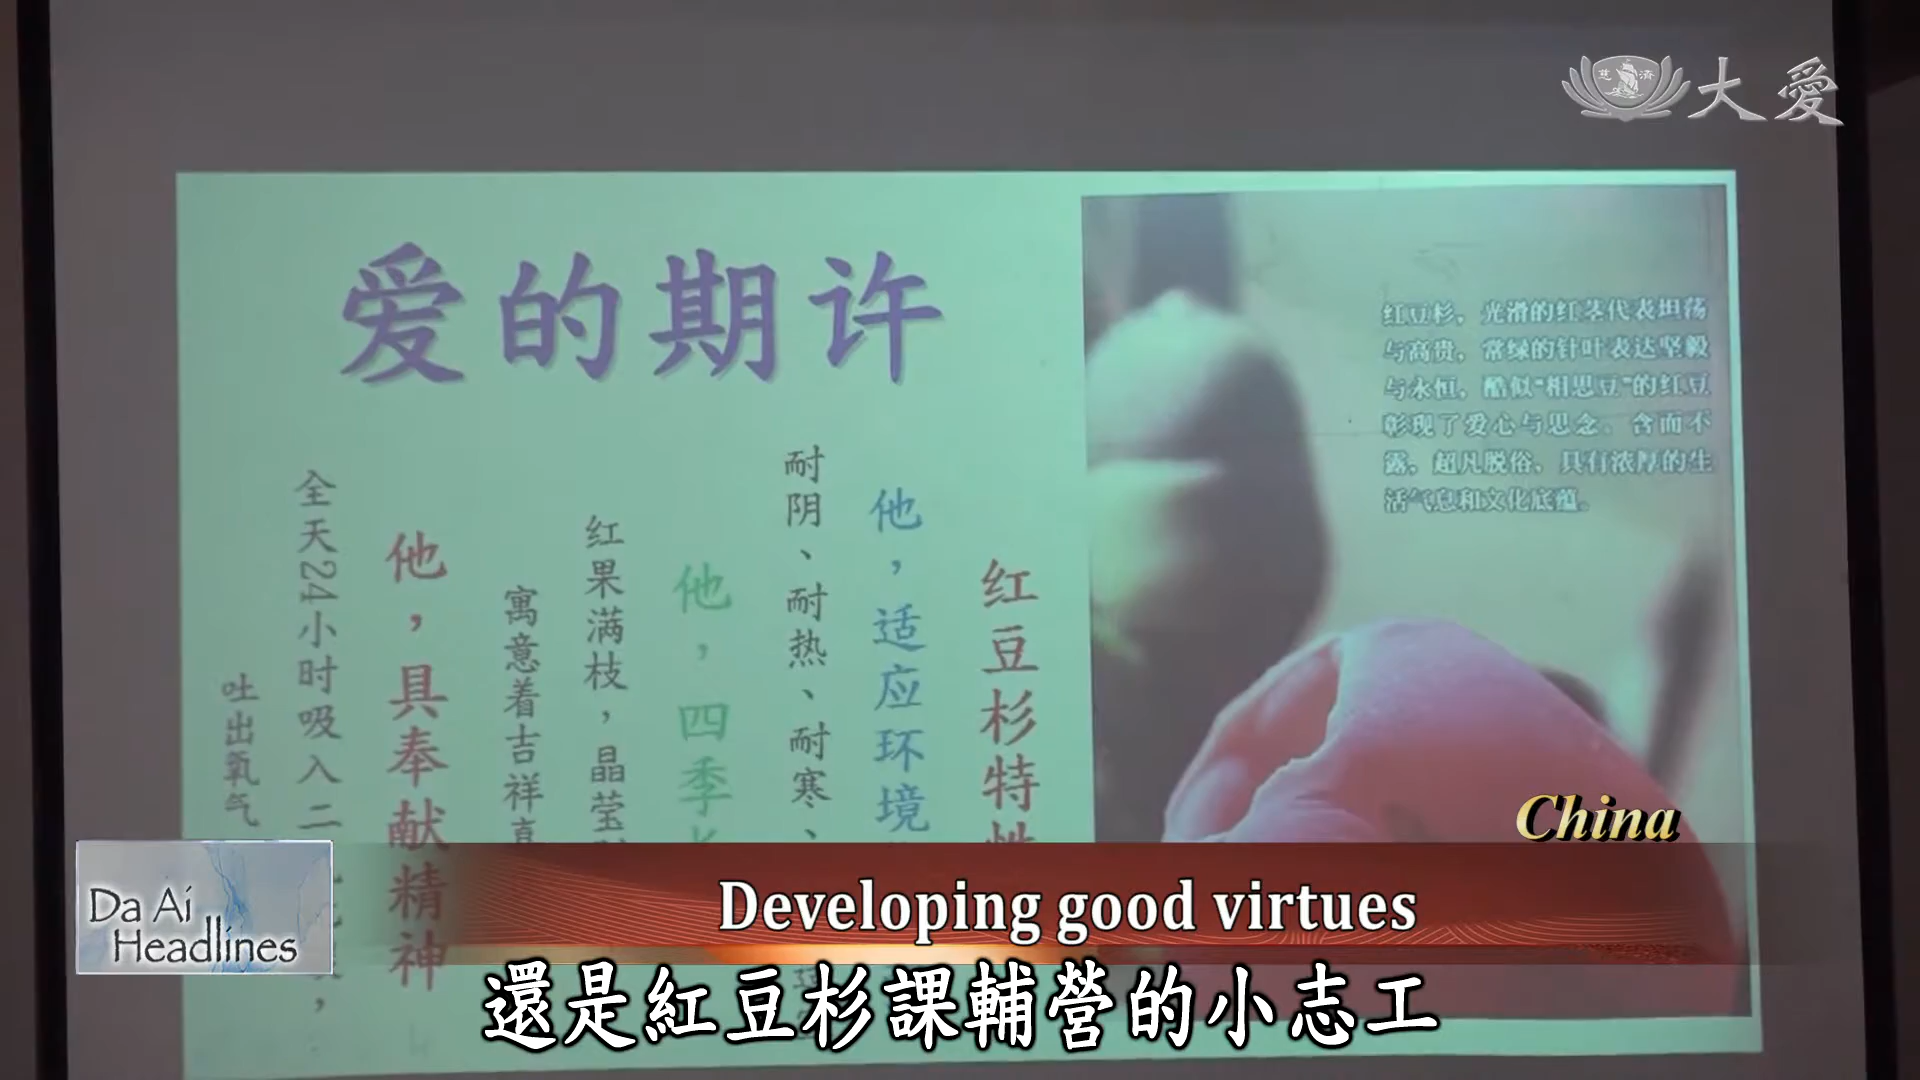 慈濟
大愛
爱的期许
红豆杉，光滑的红茎代表坦荡
与高贵，常绿的针叶表达坚毅
与永恒，酷似“相思豆”的红豆
彰现了爱心与思念。含而不
露，超凡脱俗，具有浓厚的生
活气息和文化底蕴。
红豆杉特性
他，适应环境
耐阴、耐热、耐寒、
他，四季
红果满枝，晶莹
寓意着吉祥
他，具奉献精神
全天24小时吸入二
吐出氧气
China
Da Ai
Headlines
Developing good virtues
還是紅豆杉課輔營的小志工